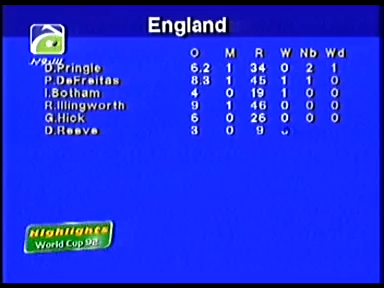 England
O M R W Nb Wd
D.Pringle 6.2 1 34 0 2 1
P.DeFreitas 8.3 1 45 1 1 0
I.Botham 4 0 19 1 0 0
R.Illingworth 9 1 46 0 0 0
G.Hick 6 0 26 0 0 0
D.Reeve 3 0 9
Highlights
World Cup